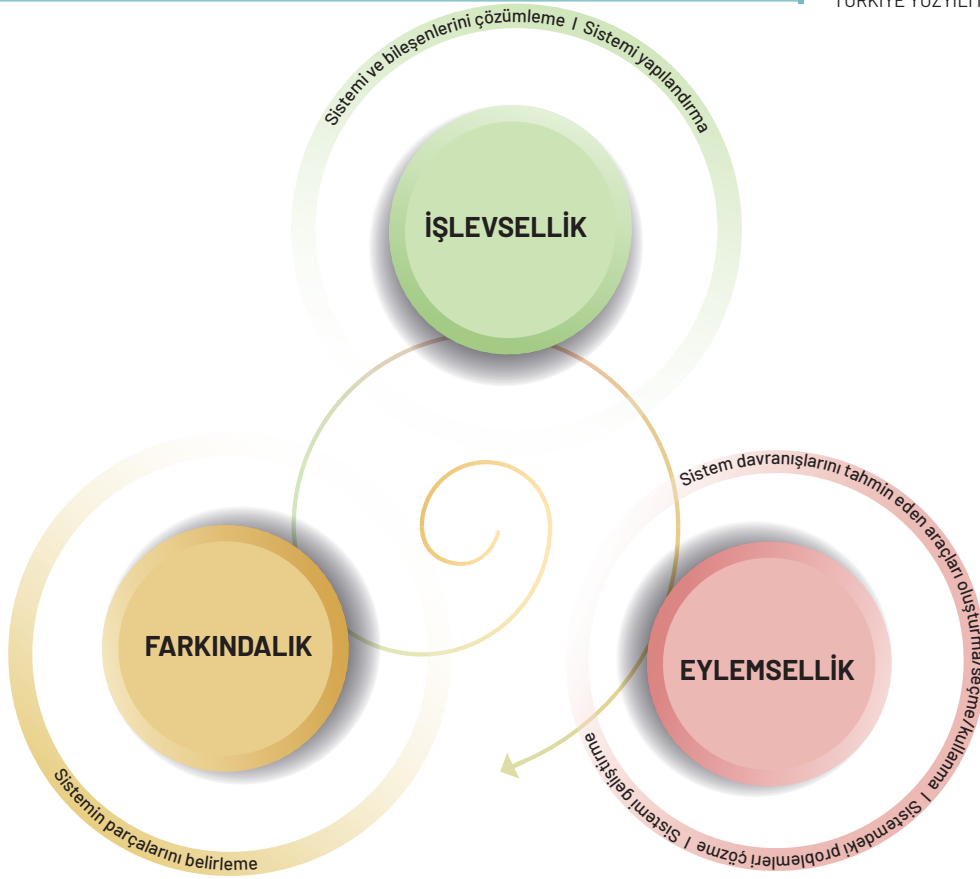 Sistemi ve bileşenlerini çözümleme I Sistemi yapılandırma
İŞLEVSELLİK
Sistem davranışlarını tahmin eden araçları oluşturma/seçme/kullanma I Sistemdeki problemleri çözme I Sistemi geliştirme
FARKINDALIK
EYLEMSELLİK
Sistemin parçalarını belirleme